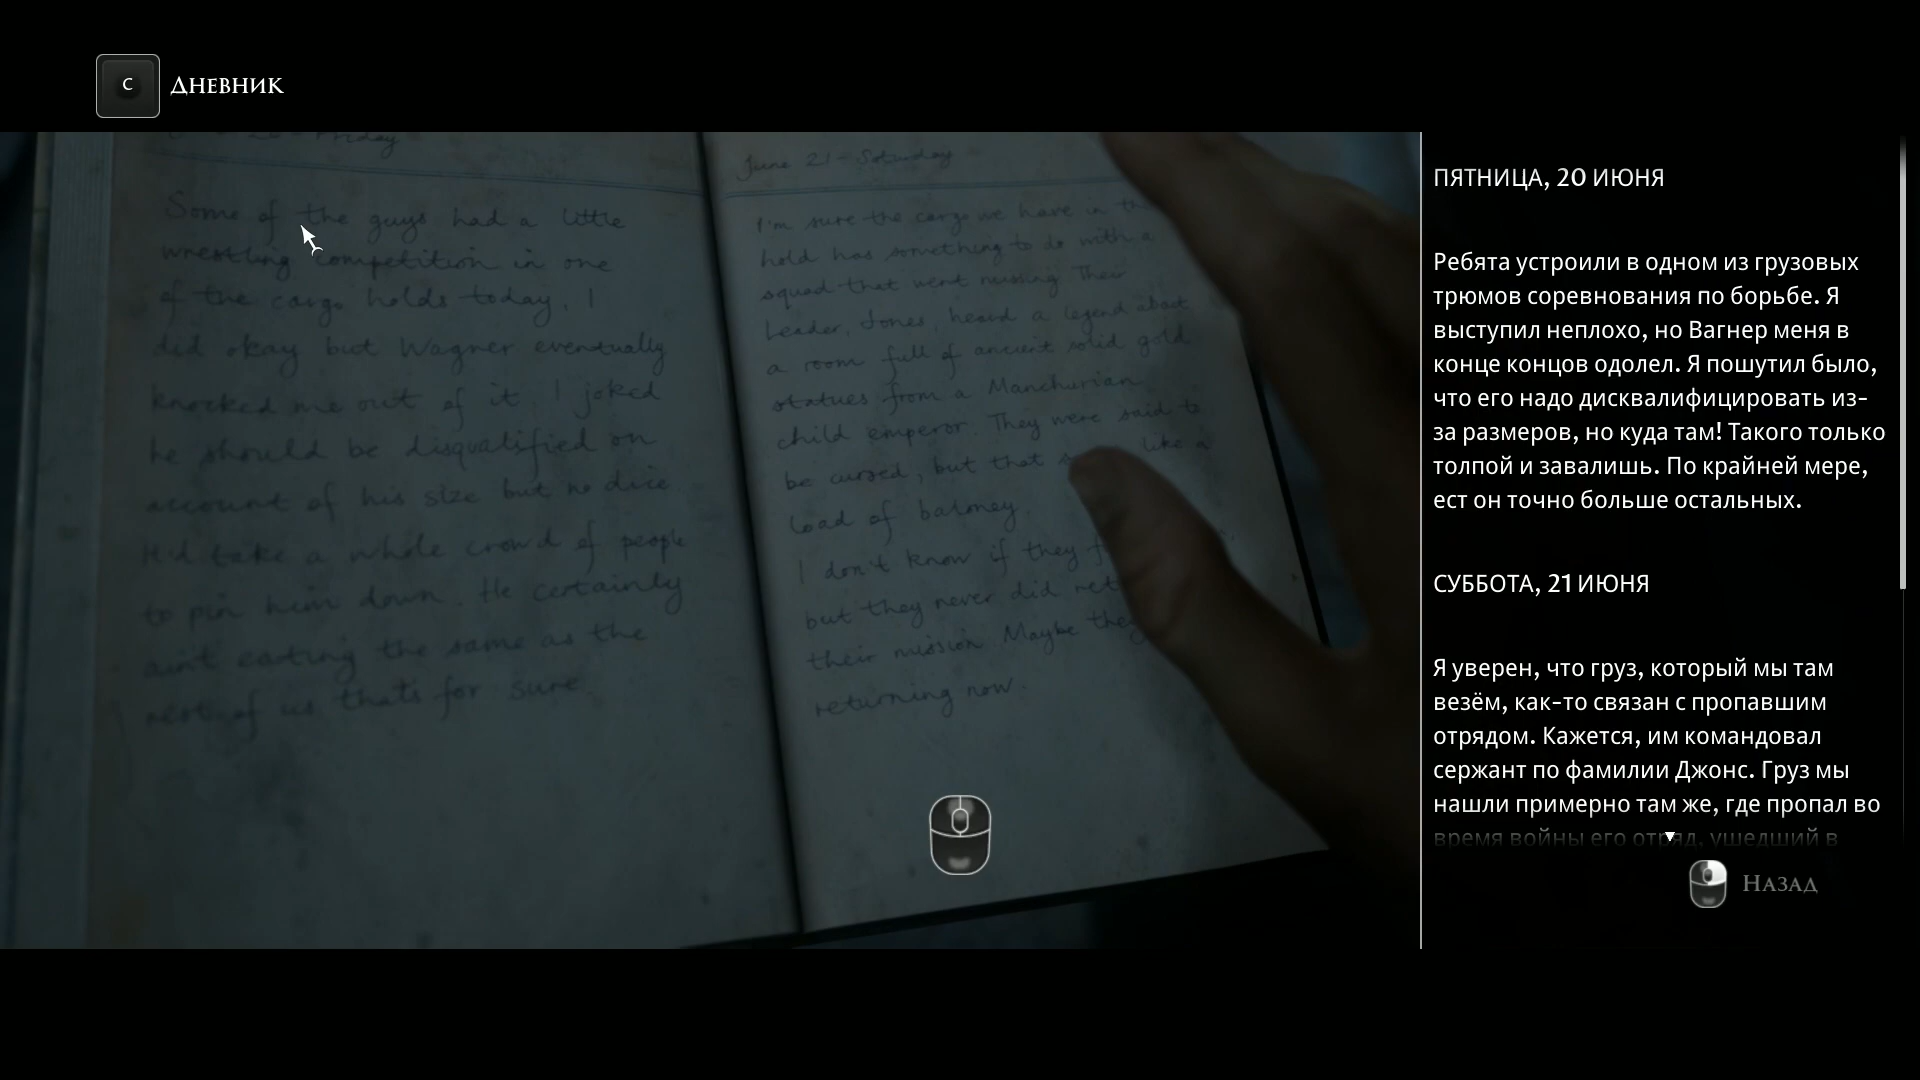 C
Дневник
Friday
Some of the guys had a little
wrestling competition in one
of the cargo holds today. I
did okay but Wagner eventually
knocked me out of it. I joked
he should be disqualified on
account of his size but no dice
It'd take a whole crowd of people
to pin him down. He certainly
ain't eating the same as the
rest of us thats for sure
June 21 - Saturday
I'm sure the cargo we have in
hold has something to do with a
squad that went missing. Their
Leader, Jones, heard a legend about
a room full of ancient solid gold
statues from a Manchurian
child emperor. They were said to
be cursed, but that like a
load of baloney.
I don't know if they
but they never did
their mission. Maybe
returning now.
ПЯТНИЦА, 20 ИЮНЯ
Ребята устроили в одном из грузовых
трюмов соревнования по борьбе. Я
выступил неплохо, но Вагнер меня в
конце концов одолел. Я пошутил было,
что его надо дисквалифицировать из-
за размеров, но куда там! Такого только
толпой и завалишь. По крайней мере,
ест он точно больше остальных.
СУББОТА, 21 ИЮНЯ
Я уверен, что груз, который мы там
везём, как-то связан с пропавшим
отрядом. Кажется, им командовал
сержант по фамилии Джонс. Груз мы
нашли примерно там же, где пропал во
время войны его отряд, ушедший в
Назад